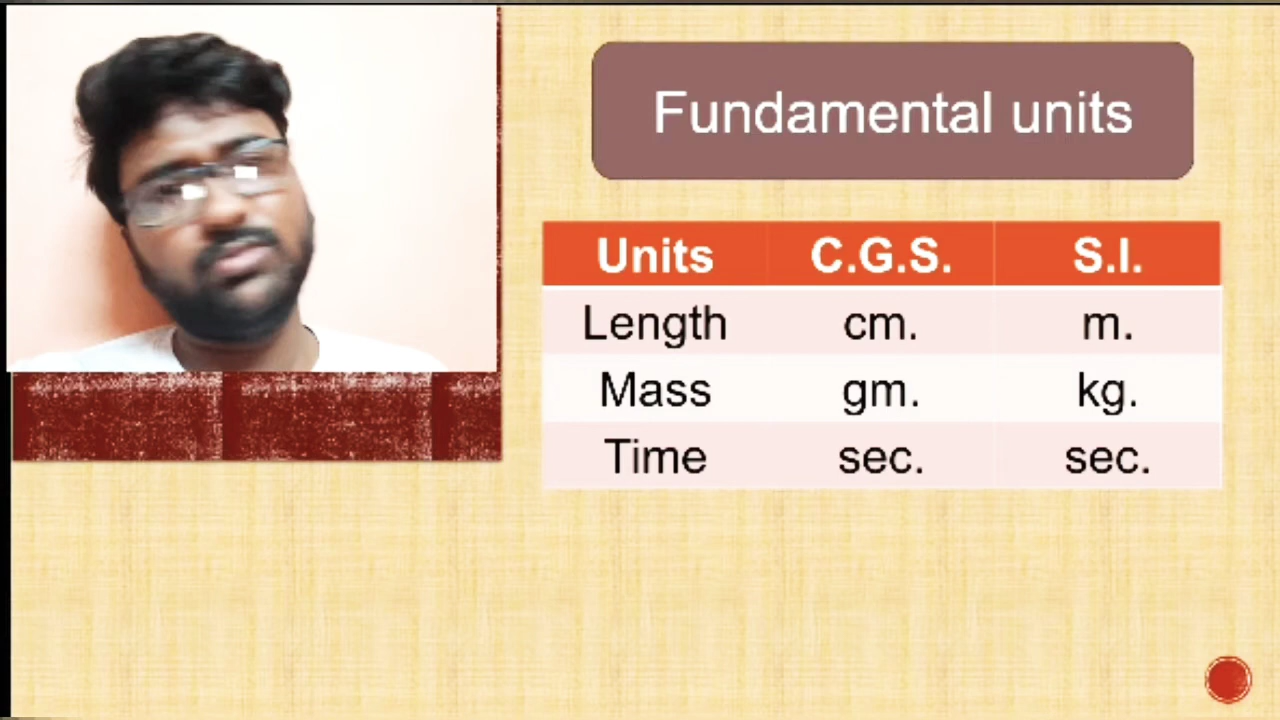 Fundamental units
Units C.G.S. S.I.
Length cm. m.
Mass gm. kg.
Time sec. sec.